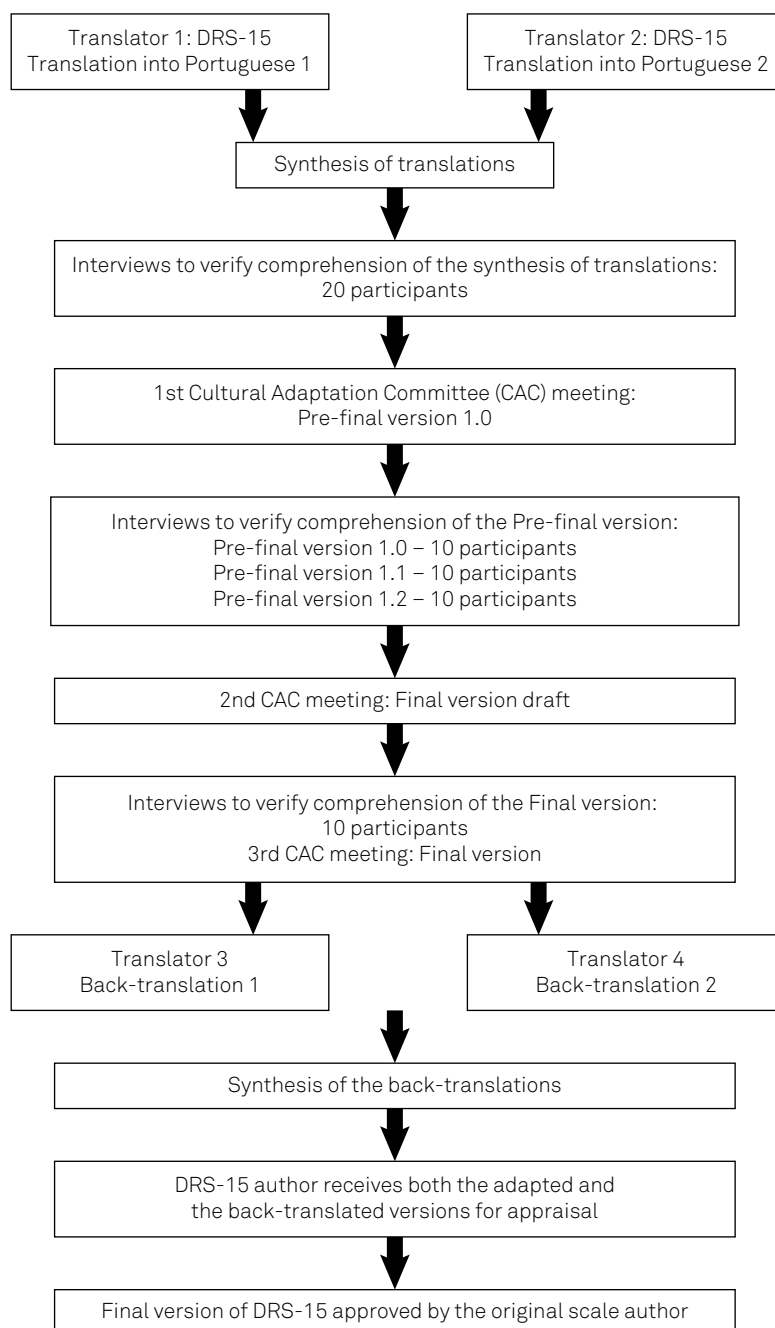 Translator 1: DRS-15
Translation into Portuguese 1
Translator 2: DRS-15
Translation into Portuguese 2
Synthesis of translations
Interviews to verify comprehension of the synthesis of translations:
20 participants
1st Cultural Adaptation Committee (CAC) meeting:
Pre-final version 1.0
Interviews to verify comprehension of the Pre-final version:
Pre-final version 1.0 – 10 participants
Pre-final version 1.1 – 10 participants
Pre-final version 1.2 – 10 participants
2nd CAC meeting: Final version draft
Interviews to verify comprehension of the Final version:
10 participants
3rd CAC meeting: Final version
Translator 3
Back-translation 1
Translator 4
Back-translation 2
Synthesis of the back-translations
DRS-15 author receives both the adapted and
the back-translated versions for appraisal
Final version of DRS-15 approved by the original scale author